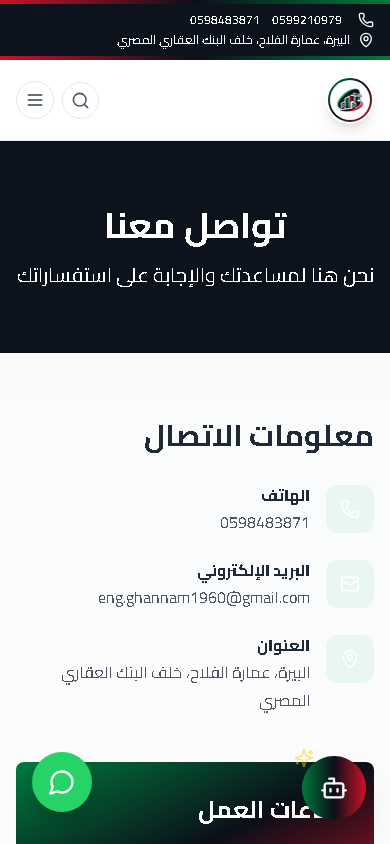 0599210979 0598483871
البيرة، عمارة الفلاح، خلف البنك العقاري المصري
تواصل معنا
نحن هنا لمساعدتك والإجابة على استفساراتك
معلومات الاتصال
الهاتف
0598483871
البريد الإلكتروني
eng.ghannam1960@gmail.com
العنوان
البيرة، عمارة الفلاح، خلف البنك العقاري
المصري
العمل